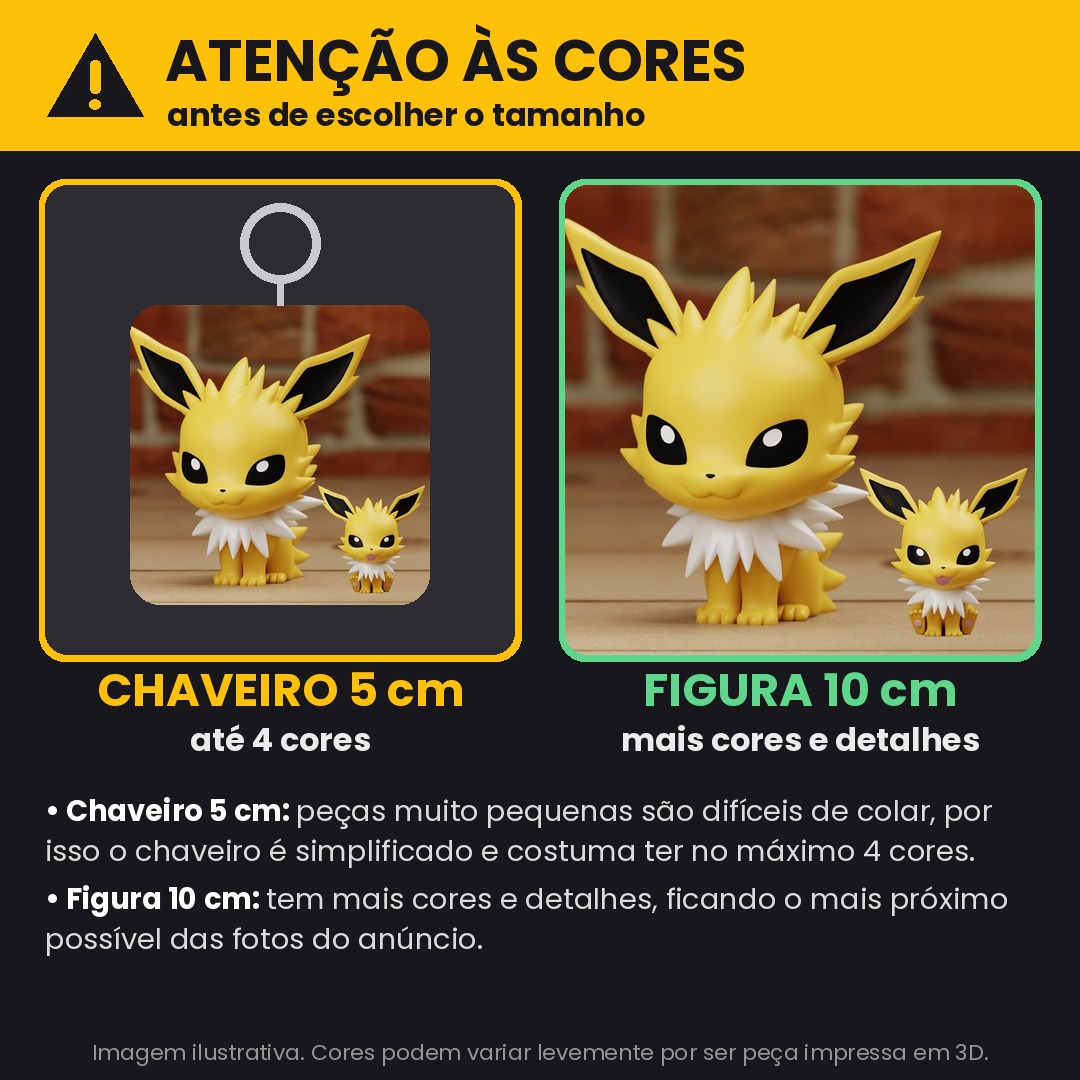 ATENÇÃO ÀS CORES
antes de escolher o tamanho
CHAVEIRO 5 cm
até 4 cores
FIGURA 10 cm
mais cores e detalhes
• Chaveiro 5 cm: peças muito pequenas são difíceis de colar, por
isso o chaveiro é simplificado e costuma ter no máximo 4 cores.
• Figura 10 cm: tem mais cores e detalhes, ficando o mais próximo
possível das fotos do anúncio.
Imagem ilustrativa. Cores podem variar levemente por ser peça impressa em 3D.